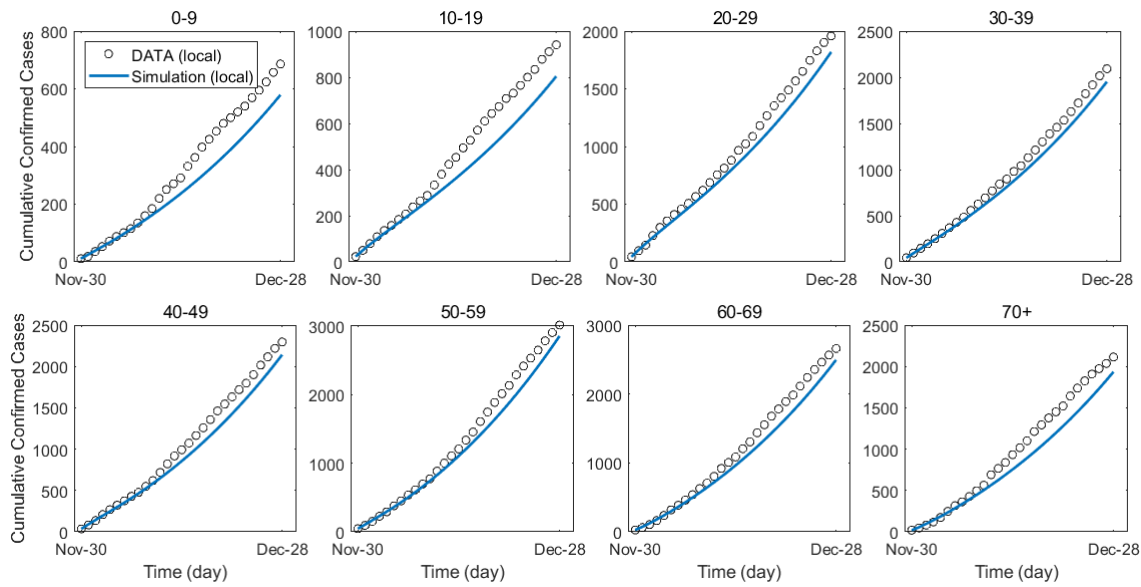 0-9
10-19
20-29
30-39
Cumulative Confirmed Cases
800
600
400
200
0
DATA (local)
Simulation (local)
Nov-30
Dec-28
1000
800
600
400
200
0
Nov-30
Dec-28
2000
1500
1000
500
0
Nov-30
Dec-28
2500
2000
1500
1000
500
0
Nov-30
Dec-28
40-49
50-59
60-69
70+
Cumulative Confirmed Cases
2500
2000
1500
1000
500
0
Nov-30
Dec-28
Time (day)
3000
2000
1000
0
Nov-30
Dec-28
Time (day)
3000
2000
1000
0
Nov-30
Dec-28
Time (day)
2500
2000
1500
1000
500
0
Nov-30
Dec-28
Time (day)